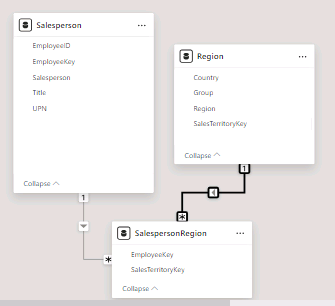 Salesperson ...
EmployeeID
EmployeeKey
Salesperson
Title
UPN
Collapse
Region ...
Country
Group
Region
SalesTerritoryKey
Collapse
1
1
*
*
SalespersonRegion ...
EmployeeKey
SalesTerritoryKey
Collapse